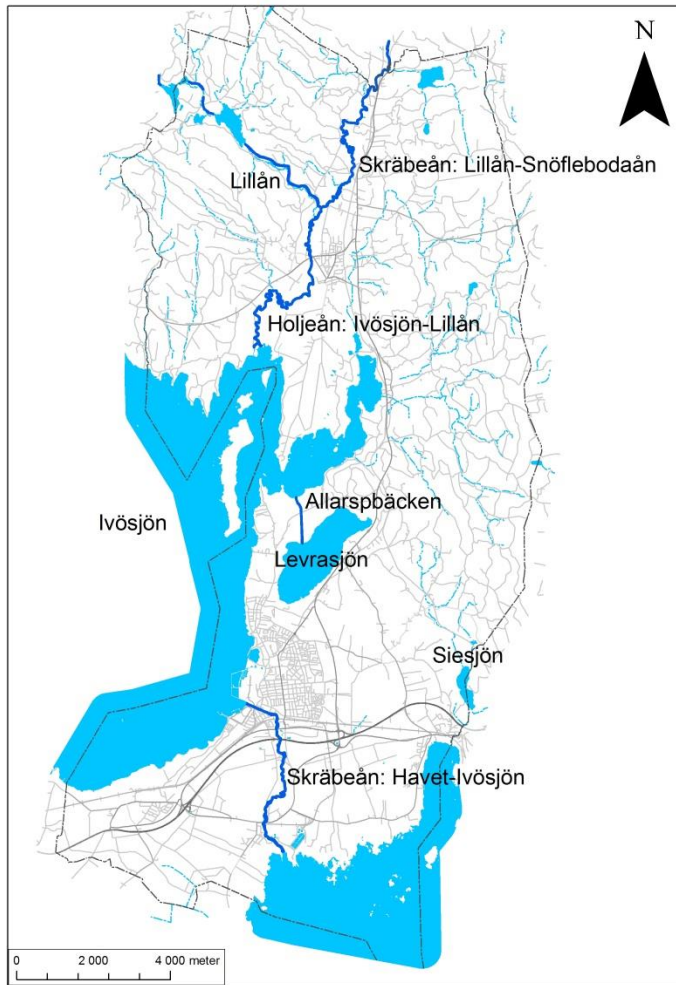 N
Skräbeån: Lillån-Snöflebodaån
Lillån
Holjeån: Ivösjön-Lillån
Allarspbäcken
Ivösjön
Levrasjön
Siesjön
Skräbeån: Havet-Ivösjön
0 2 000 4 000 meter